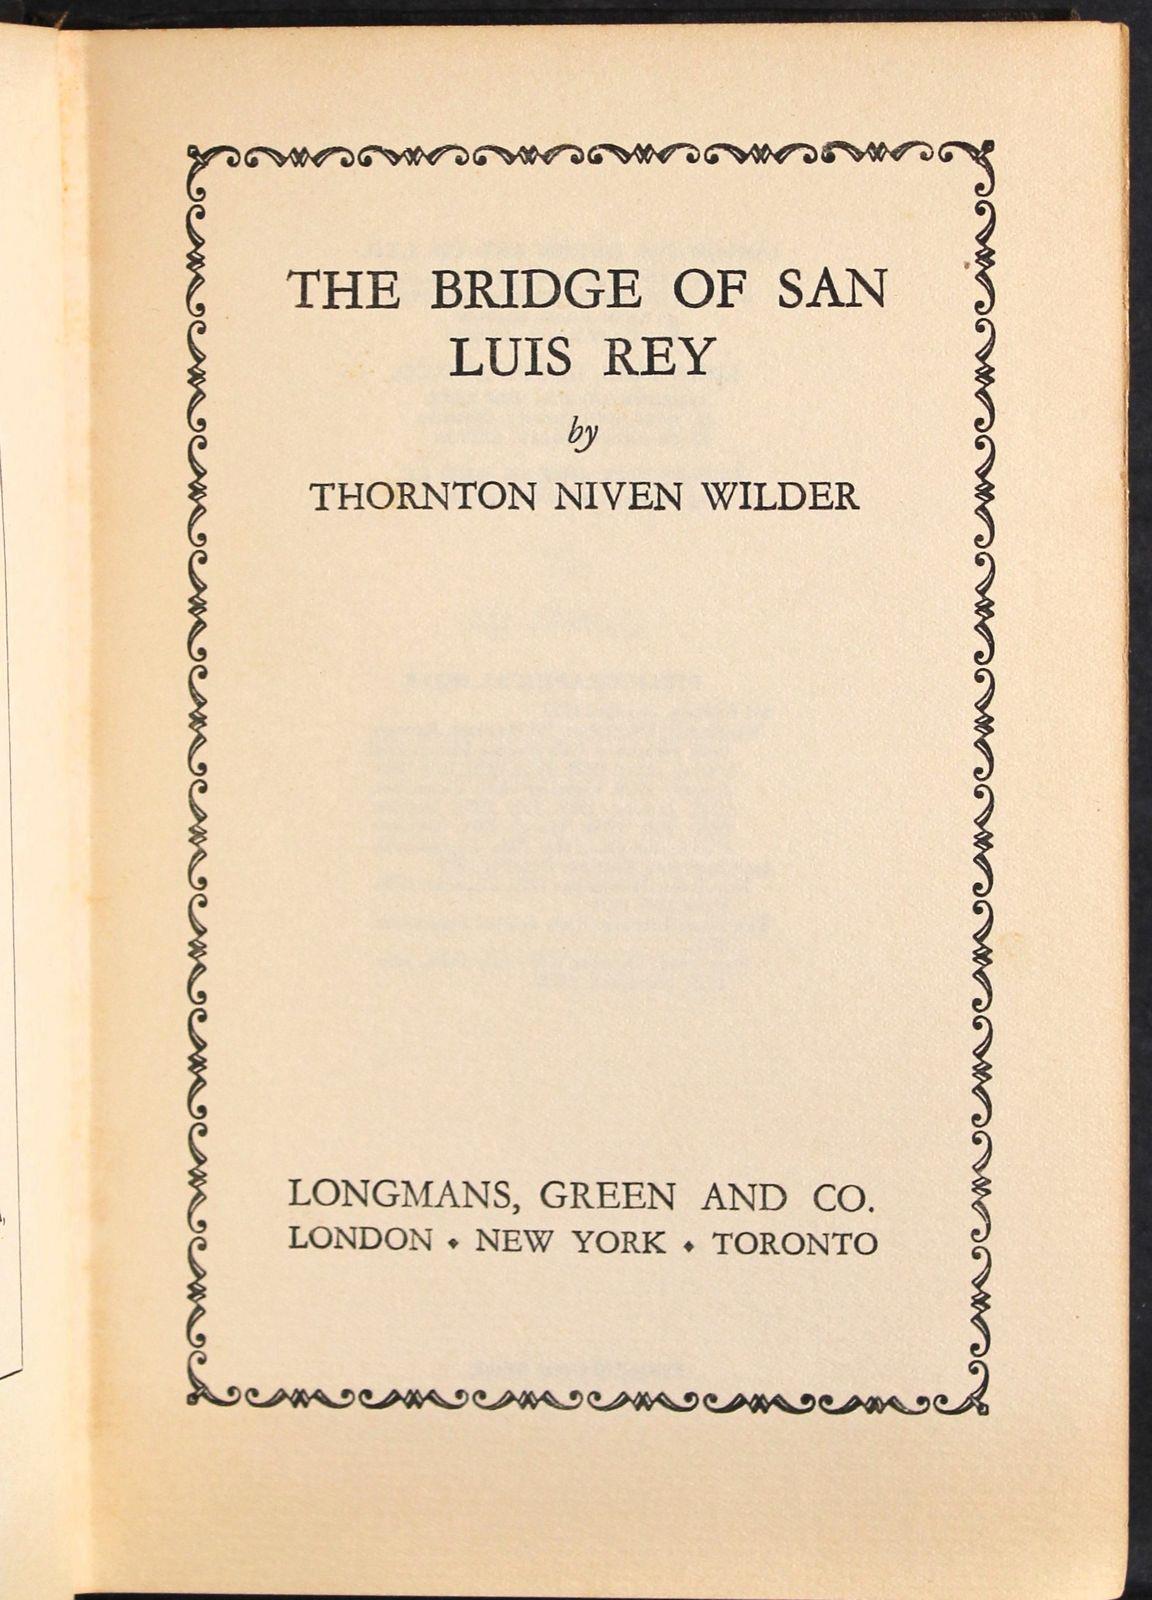 THE BRIDGE OF SAN
LUIS REY
by
THORNTON NIVEN WILDER
LONGMANS, GREEN AND CO.
LONDON • NEW YORK • TORONTO